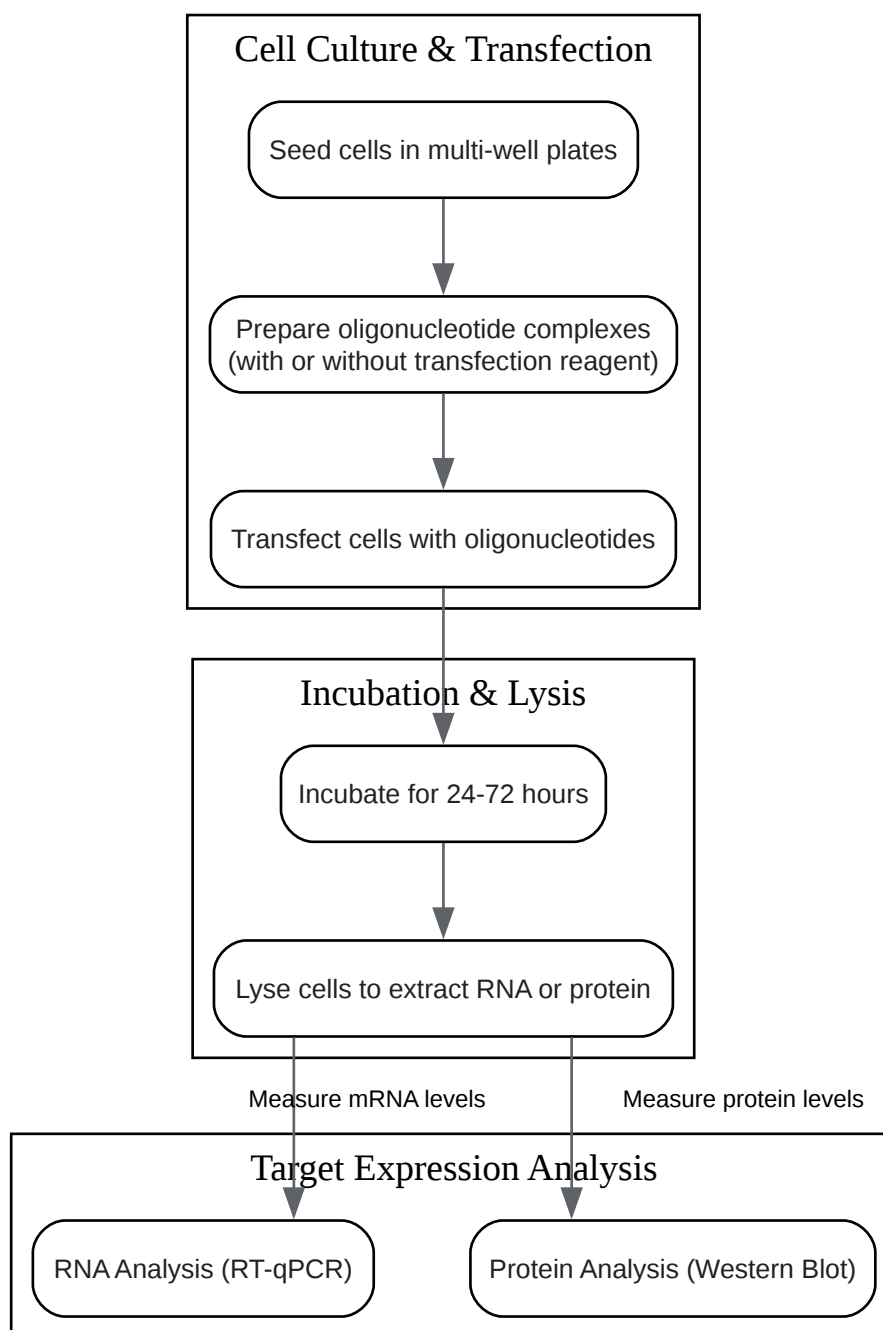 Cell Culture & Transfection
Seed cells in multi-well plates
Prepare oligonucleotide complexes
(with or without transfection reagent)
Transfect cells with oligonucleotides
Incubation & Lysis
Incubate for 24-72 hours
Lyse cells to extract RNA or protein
Measure mRNA levels
Measure protein levels
Target Expression Analysis
RNA Analysis (RT-qPCR)
Protein Analysis (Western Blot)